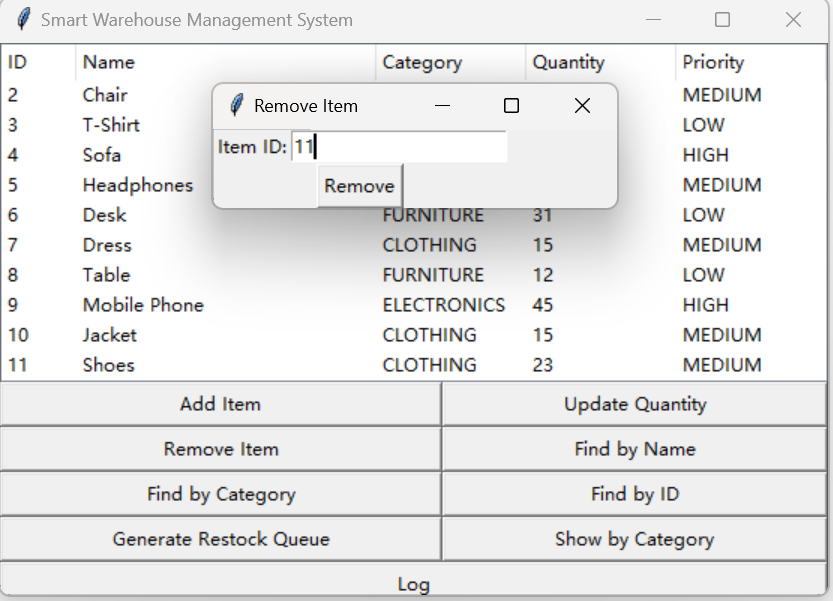 Smart Warehouse Management System
ID Name Category Quantity Priority
2 Chair MEDIUM
Remove Item
3 T-Shirt LOW
Item ID: 11
4 Sofa HIGH
5 Headphones MEDIUM
Remove
6 Desk FURNITURE 31 LOW
7 Dress CLOTHING 15 MEDIUM
8 Table FURNITURE 12 LOW
9 Mobile Phone ELECTRONICS 45 HIGH
10 Jacket CLOTHING 15 MEDIUM
11 Shoes CLOTHING 23 MEDIUM
Add Item Update Quantity
Remove Item Find by Name
Find by Category Find by ID
Generate Restock Queue Show by Category
Log